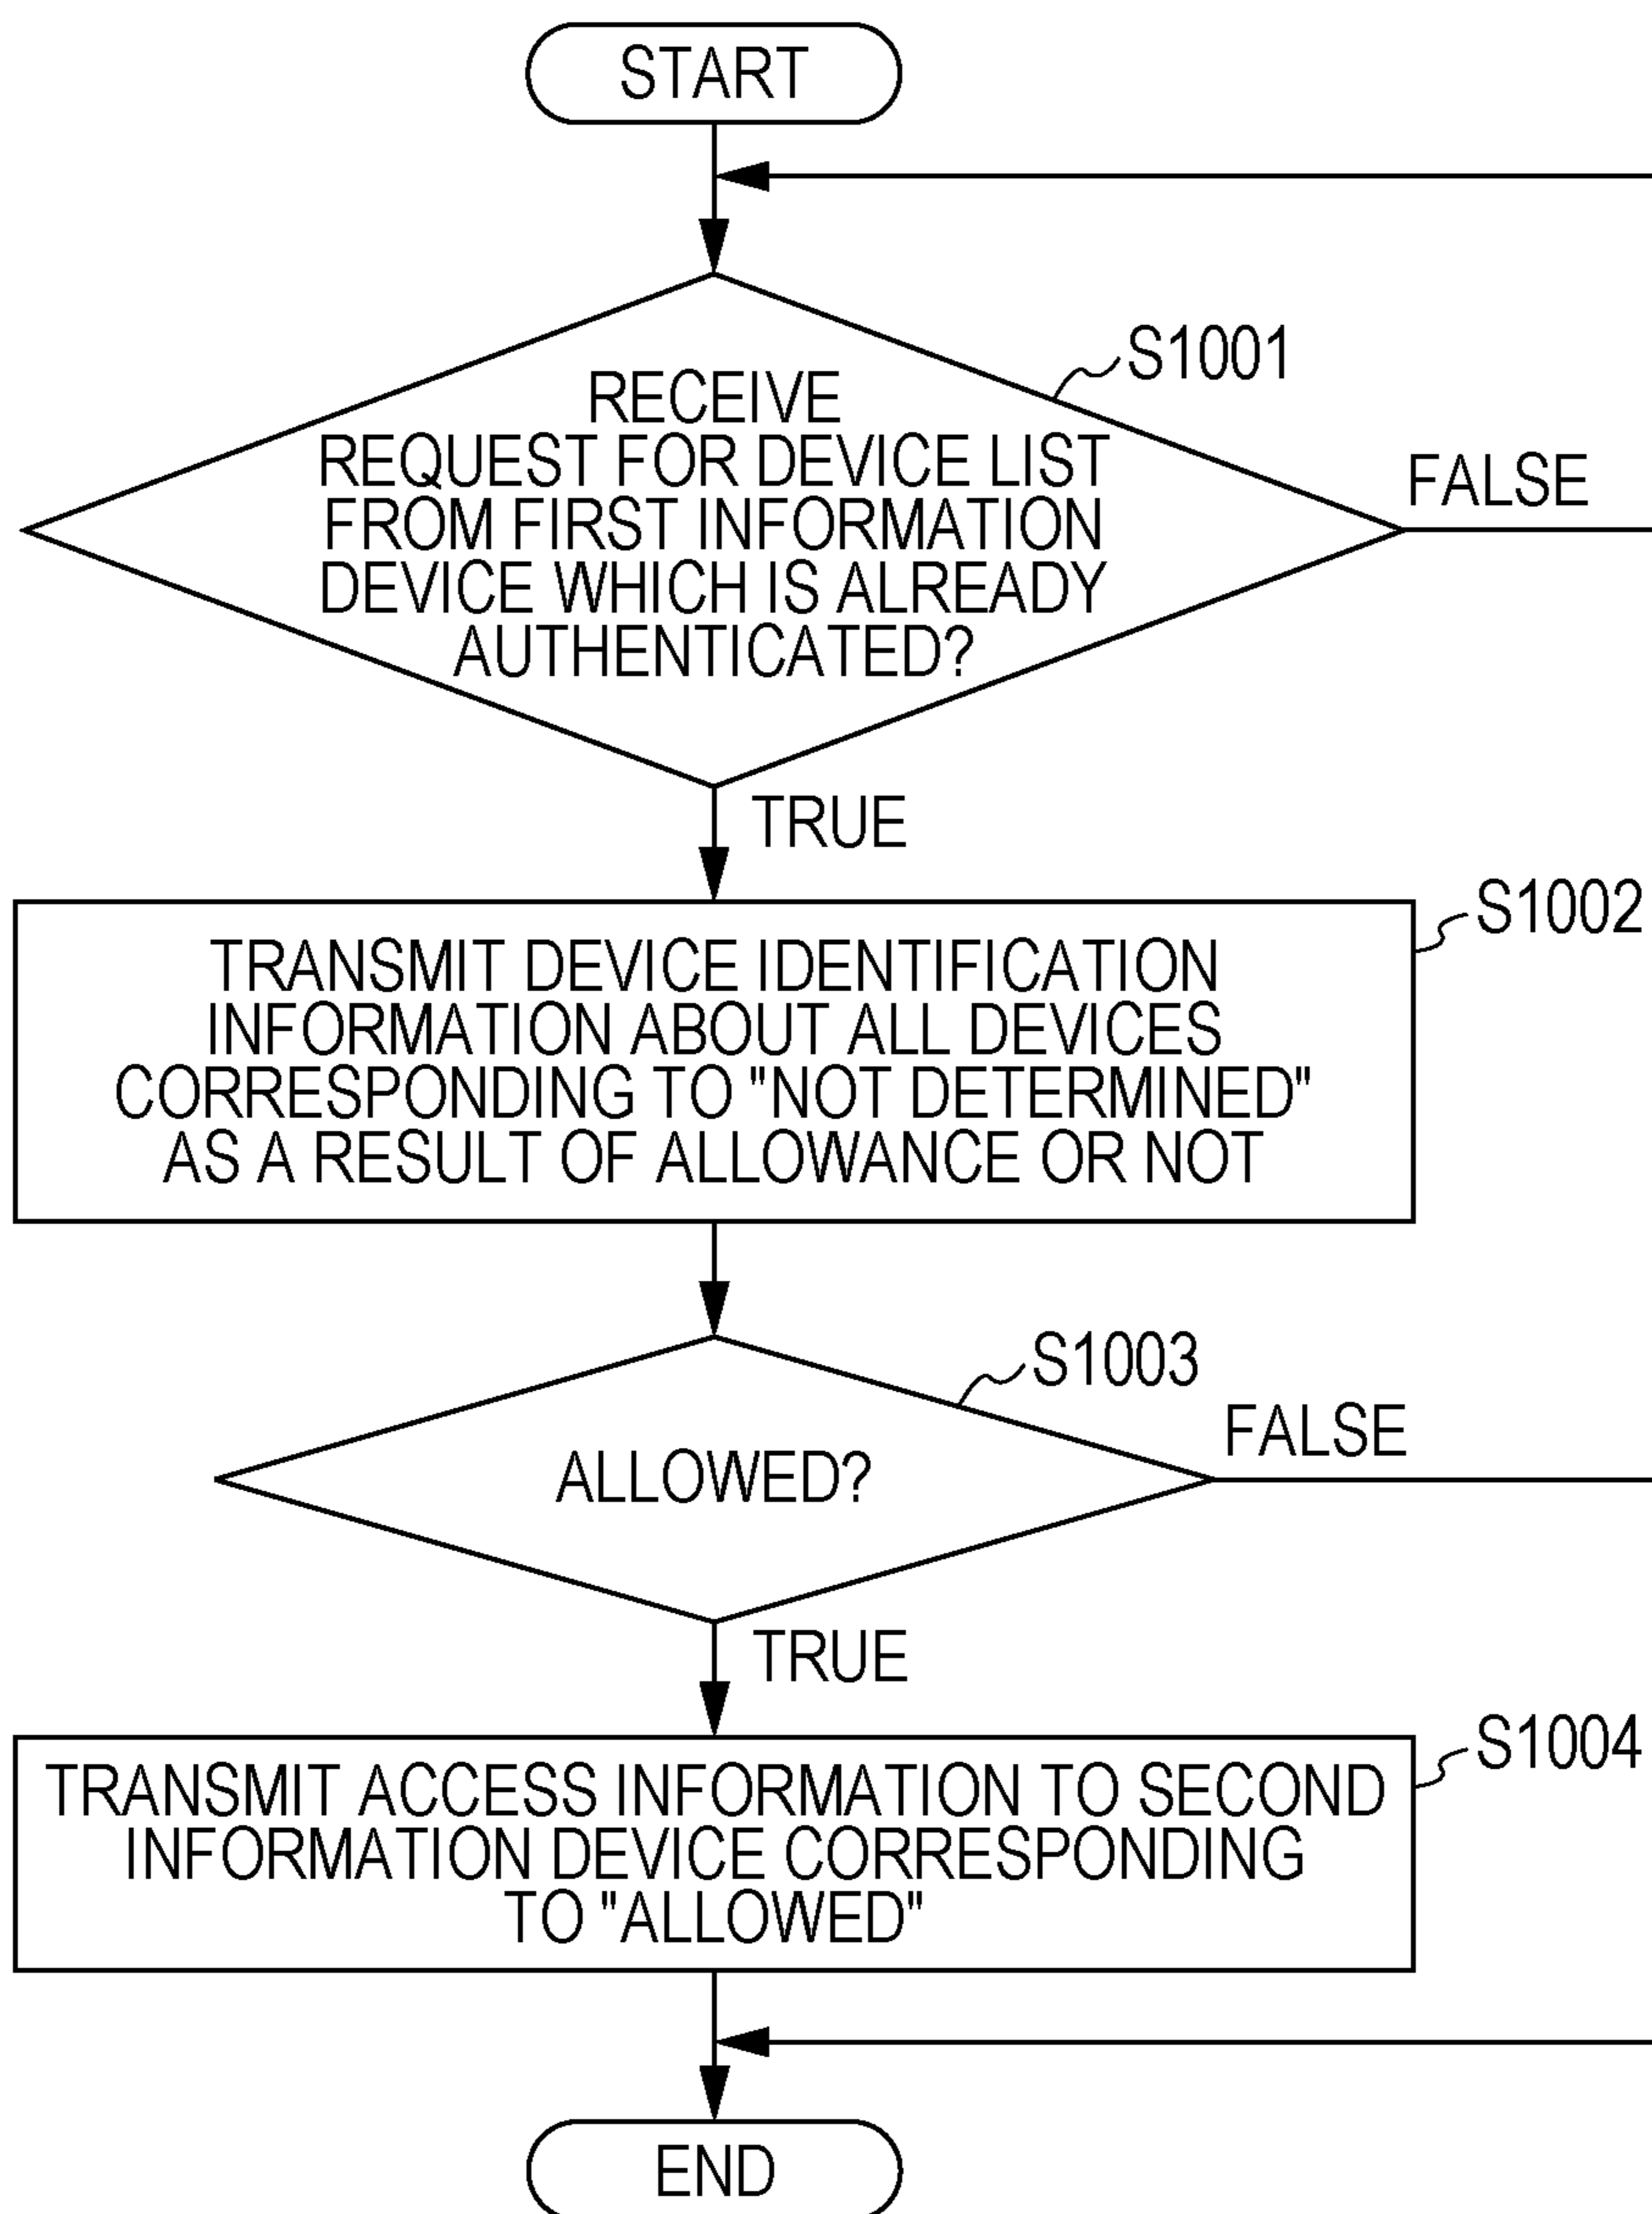 START
S1001
RECEIVE
REQUEST FOR DEVICE LIST
FROM FIRST INFORMATION
DEVICE WHICH IS ALREADY
AUTHENTICATED?
FALSE
TRUE
S1002
TRANSMIT DEVICE IDENTIFICATION
INFORMATION ABOUT ALL DEVICES
CORRESPONDING TO "NOT DETERMINED"
AS A RESULT OF ALLOWANCE OR NOT
S1003
ALLOWED?
FALSE
TRUE
S1004
TRANSMIT ACCESS INFORMATION TO SECOND
INFORMATION DEVICE CORRESPONDING
TO "ALLOWED"
END